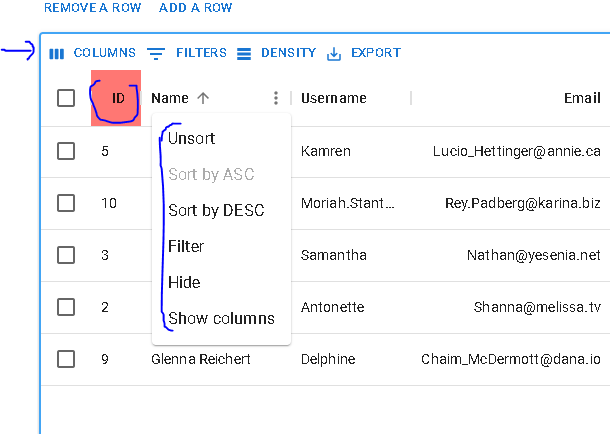 REMOVE A ROW ADD A ROW
COLUMNS FILTERS DENSITY EXPORT
ID Name Username Email
Unsort
5 Kamren Lucio_Hettinger@annie.ca
Sort by ASC
10 Sort by DESC Moriah.Stant... Rey.Padberg@karina.biz
Filter
3 Samantha Nathan@yesenia.net
Hide
2 Antonette Shanna@melissa.tv
Show columns
9 Glenna Reichert Delphine Chaim_McDermott@dana.io